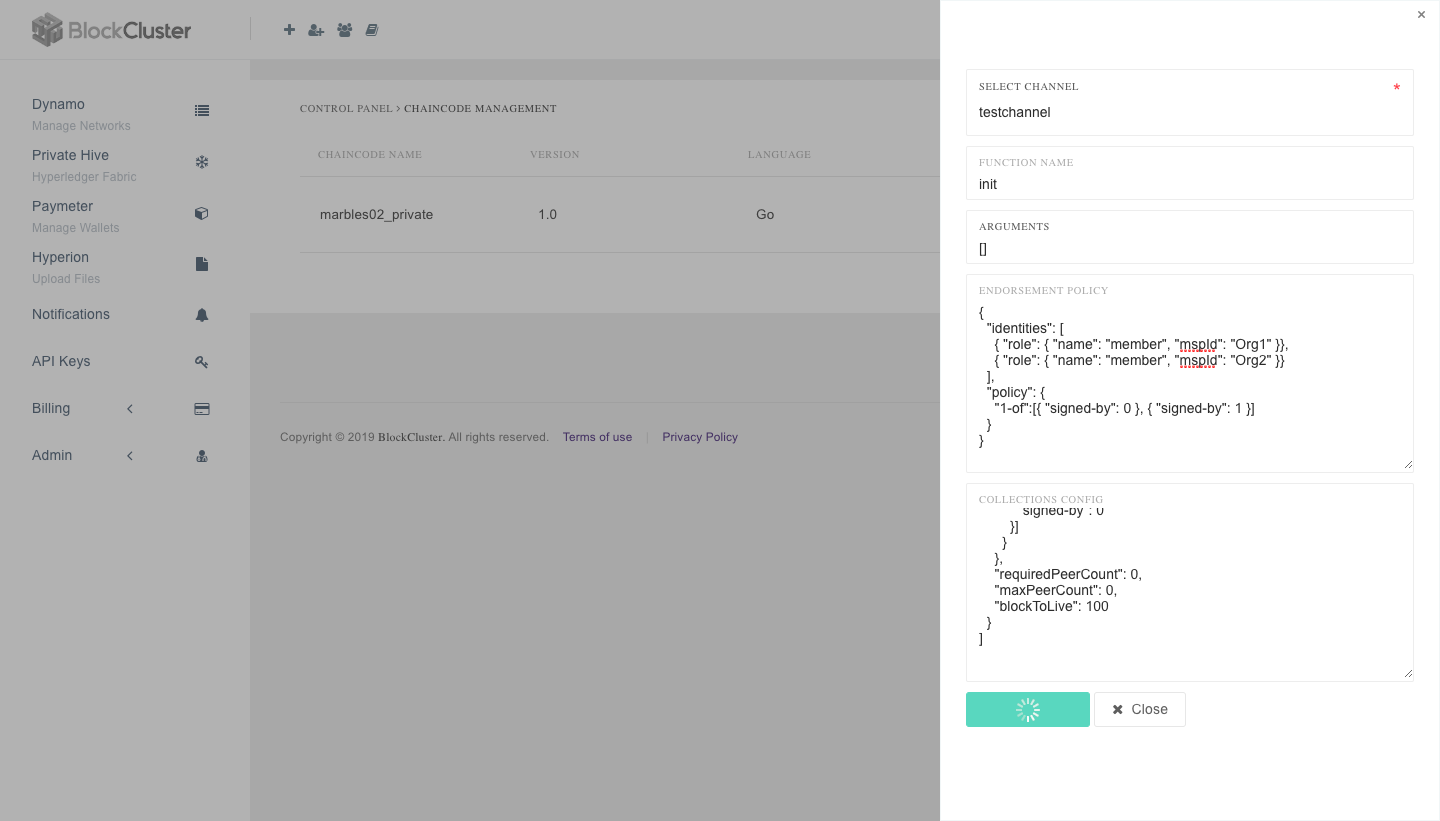 BlockCluster
Dynamo
Manage Networks
Private Hive
Hyperledger Fabric
Paymeter
Manage Wallets
Hyperion
Upload Files
Notifications
API Keys
Billing
Admin
CONTROL PANEL > CHAINCODE MANAGEMENT
CHAINCODE NAME VERSION LANGUAGE
marbles02_private 1.0 Go
Copyright © 2019 BlockCluster. All rights reserved. Terms of use | Privacy Policy
×
SELECT CHANNEL *
testchannel
FUNCTION NAME
init
ARGUMENTS
[]
ENDORSEMENT POLICY
{
"identities": [
{ "role": { "name": "member", "mspId": "Org1" }},
{ "role": { "name": "member", "mspId": "Org2" }}
],
"policy": {
"1-of":[{ "signed-by": 0 }, { "signed-by": 1 }]
}
}
COLLECTIONS CONFIG
"signed-by": 0
}]
}
},
"requiredPeerCount": 0,
"maxPeerCount": 0,
"blockToLive": 100
}
]
Close